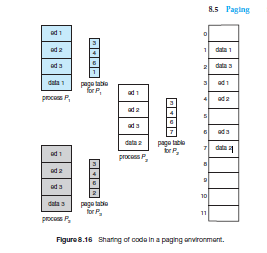 8.5 Paging
ed 1
ed 2
ed 3
data 1
process P1
3
4
6
1
page table
for P1
ed 1
ed 2
ed 3
data 2
process P2
3
4
6
7
page table
for P2
ed 1
ed 2
ed 3
data 3
process P3
3
4
6
2
page table
for P3
0
1 data 1
2 data 3
3 ed 1
4 ed 2
5
6 ed 3
7 data 2
8
9
10
11
Figure 8.16 Sharing of code in a paging environment.